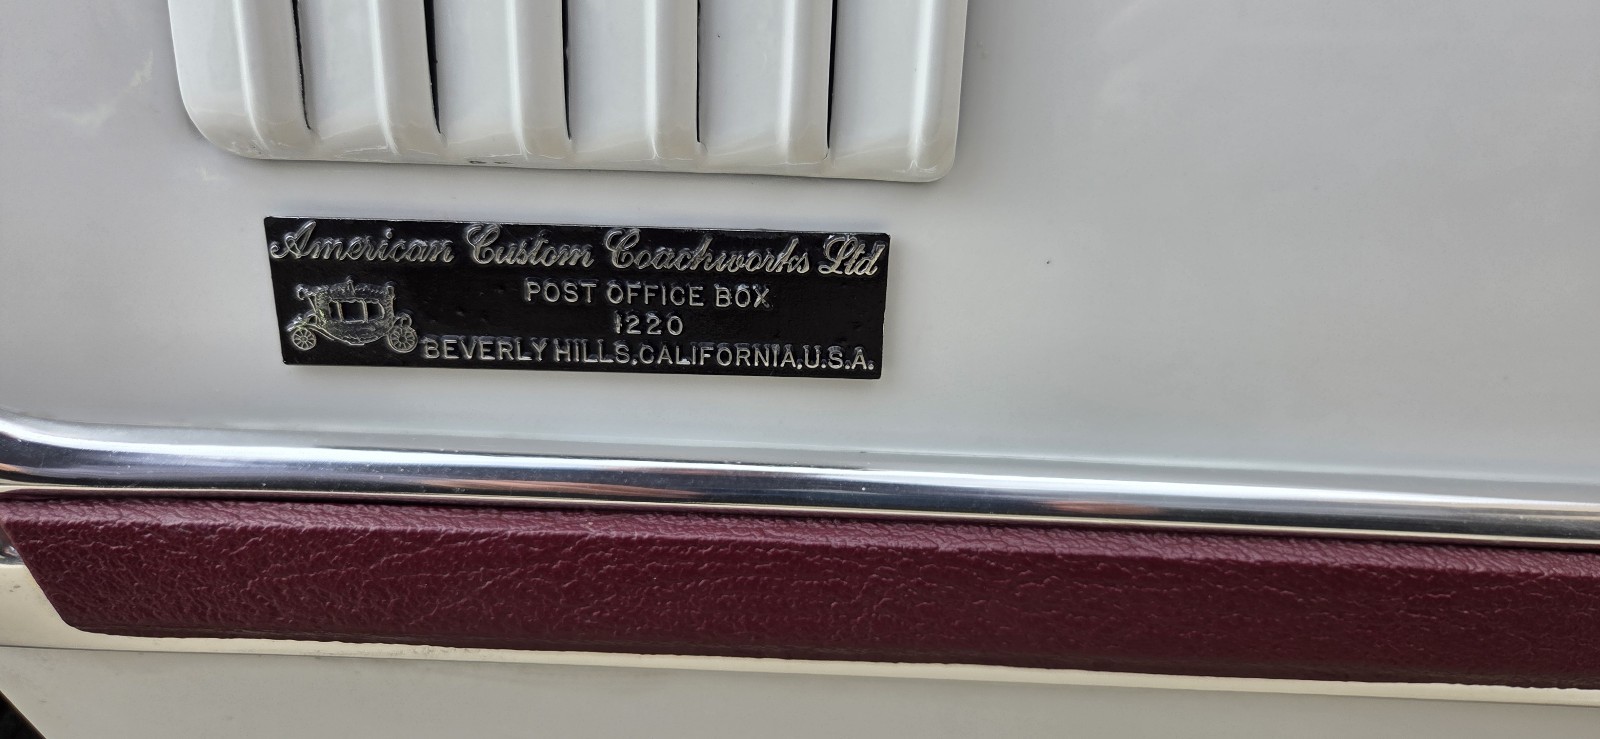 American Custom Coachworks Ltd
POST OFFICE BOX
1220
BEVERLY HILLS, CALIFORNIA, U.S.A.